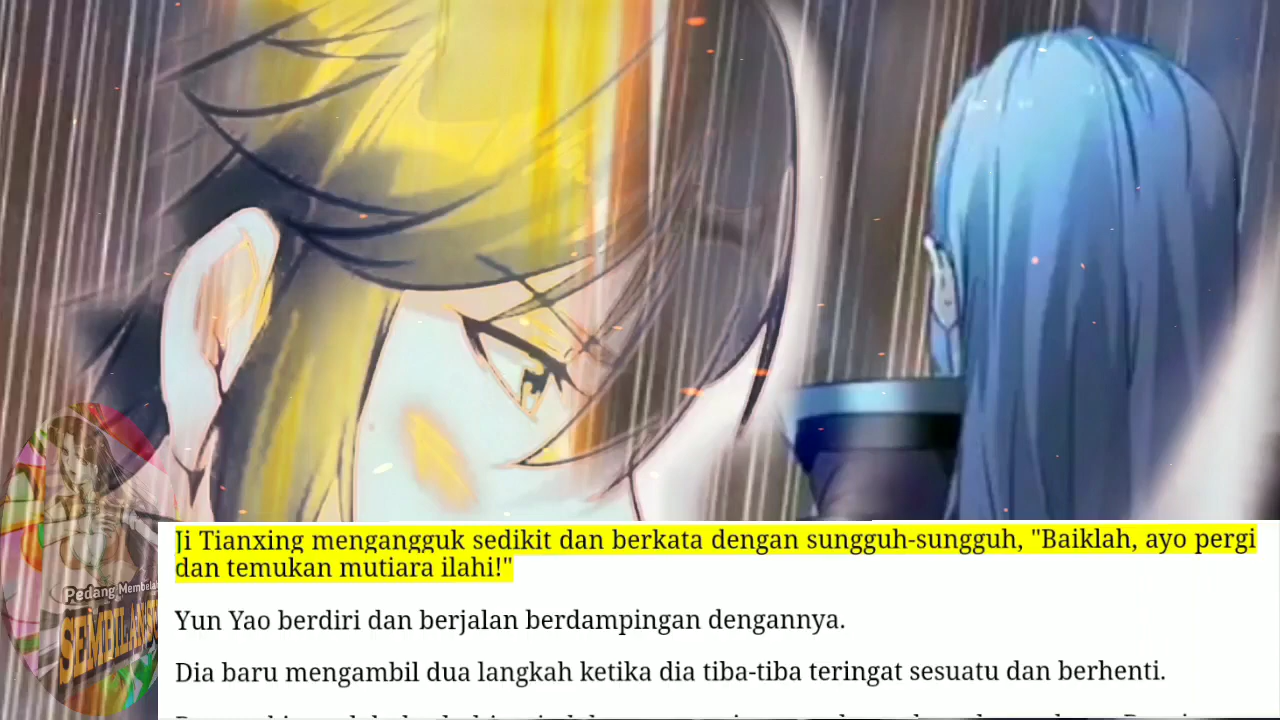 Ji Tianxing mengangguk sedikit dan berkata dengan sungguh-sungguh, "Baiklah, ayo pergi
dan temukan mutiara ilahi!"
Yun Yao berdiri dan berjalan berdampingan dengannya.
Dia baru mengambil dua langkah ketika dia tiba-tiba teringat sesuatu dan berhenti.
Pedang